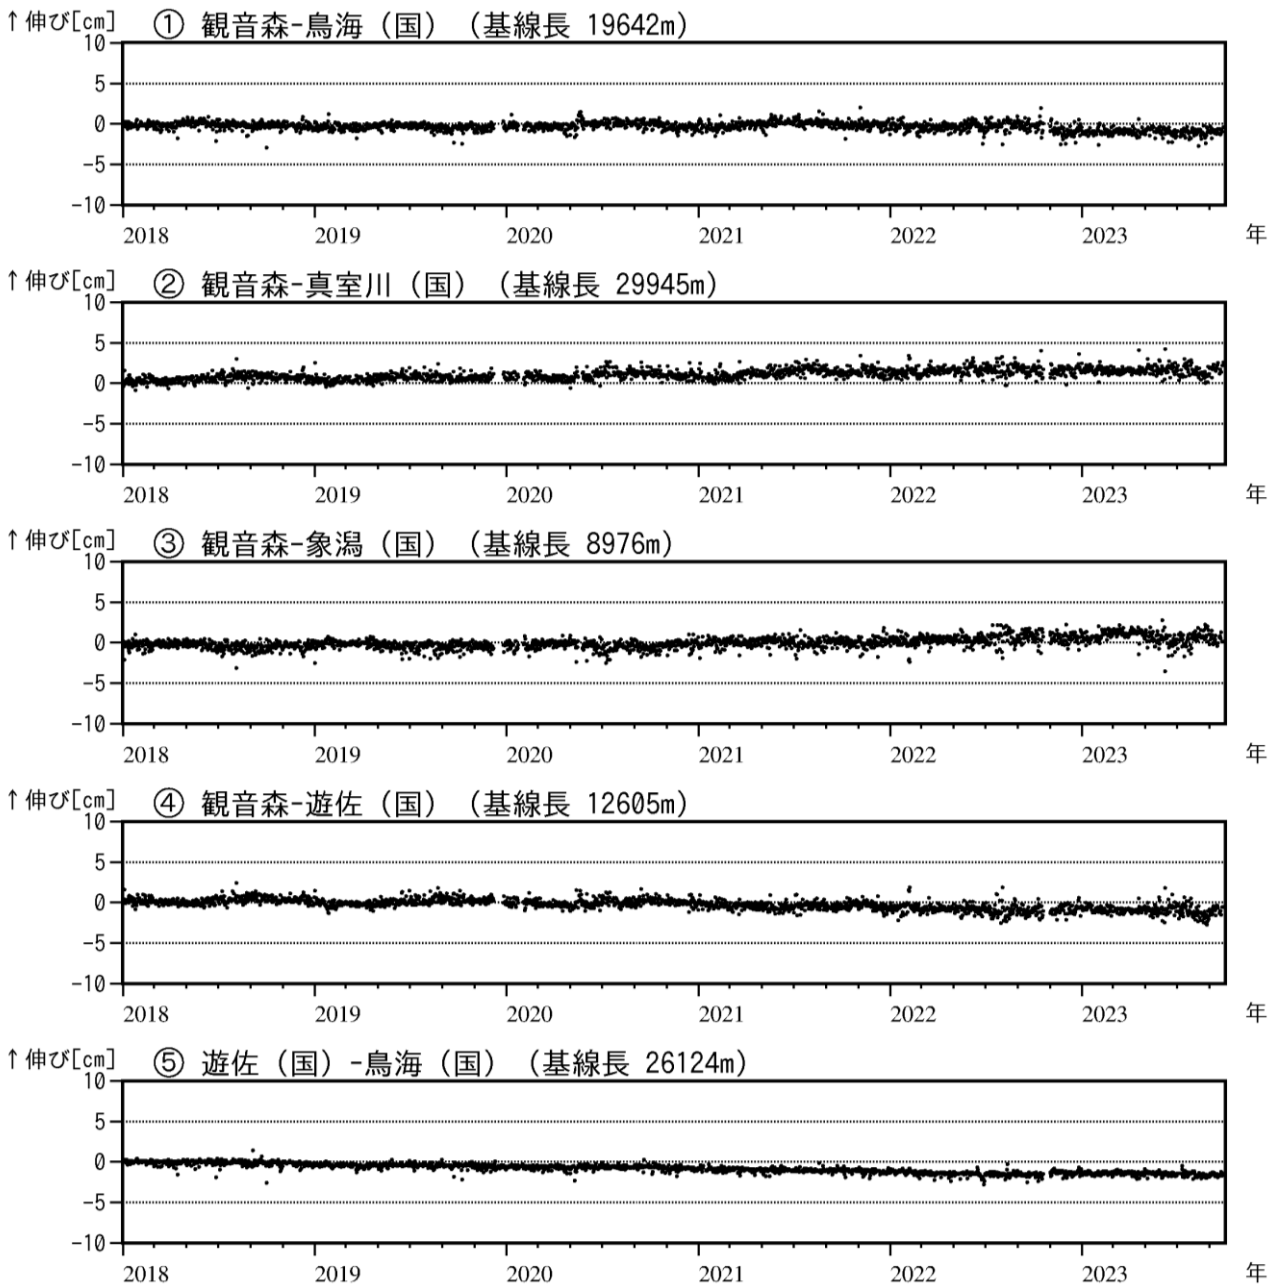 ↑伸び[cm] ① 観音森-鳥海（国）（基線長 19642m）
10
5
0
-5
-10
2018 2019 2020 2021 2022 2023 年
↑伸び[cm] ② 観音森-真室川（国）（基線長 29945m）
10
5
0
-5
-10
2018 2019 2020 2021 2022 2023 年
↑伸び[cm] ③ 観音森-象潟（国）（基線長 8976m）
10
5
0
-5
-10
2018 2019 2020 2021 2022 2023 年
↑伸び[cm] ④ 観音森-遊佐（国）（基線長 12605m）
10
5
0
-5
-10
2018 2019 2020 2021 2022 2023 年
↑伸び[cm] ⑤ 遊佐（国）-鳥海（国）（基線長 26124m）
10
5
0
-5
-10
2018 2019 2020 2021 2022 2023 年